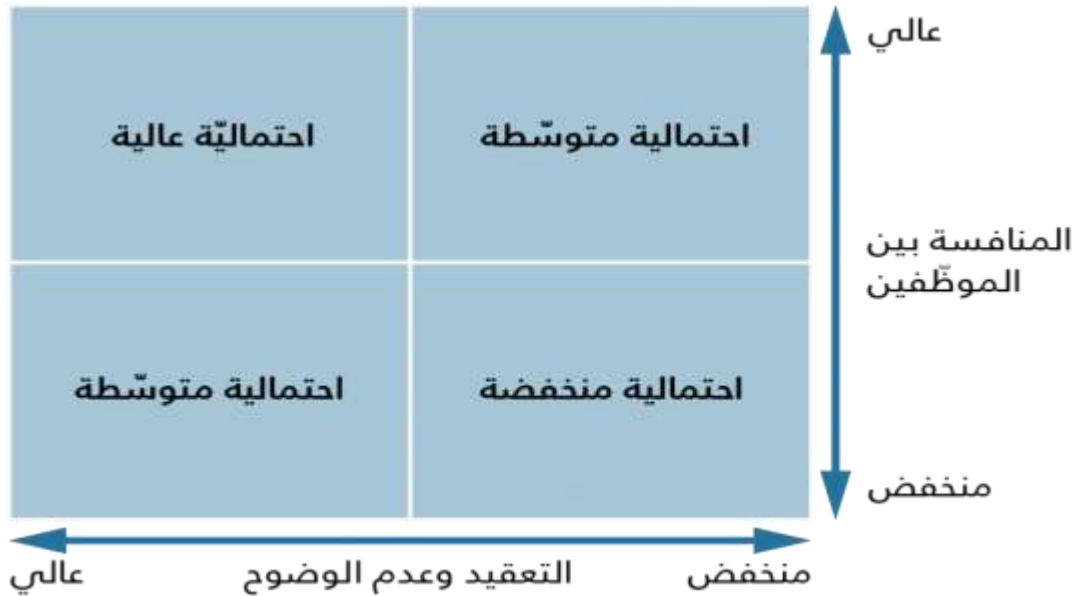 عالي
احتمالية متوسّطة
احتماليّة عالية
المنافسة بين
الموظّفين
احتمالية منخفضة
احتمالية متوسّطة
منخفض
منخفض
التعقيد وعدم الوضوح
عالي